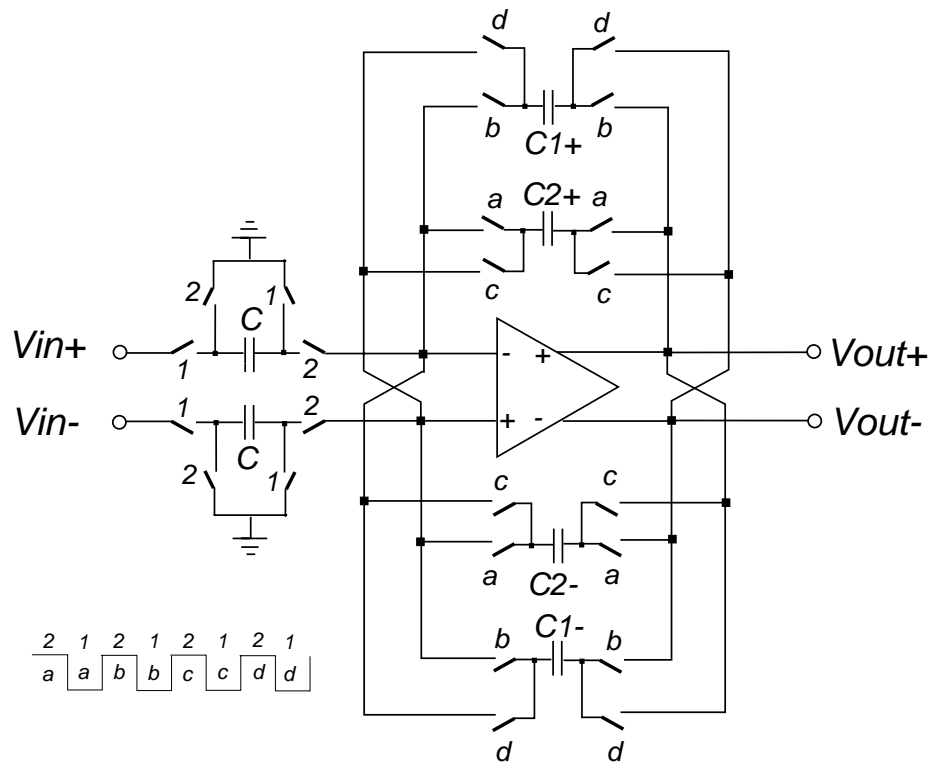 d d
b b
C1+
a C2+ a
c c
2 1
C
Vin+ 1 2 - + Vout+
Vin- 1 2 + - Vout-
C
2 1
c c
a a
C2-
C1-
b b
d d
2 1 2 1 2 1 2 1
a a b b c c d d